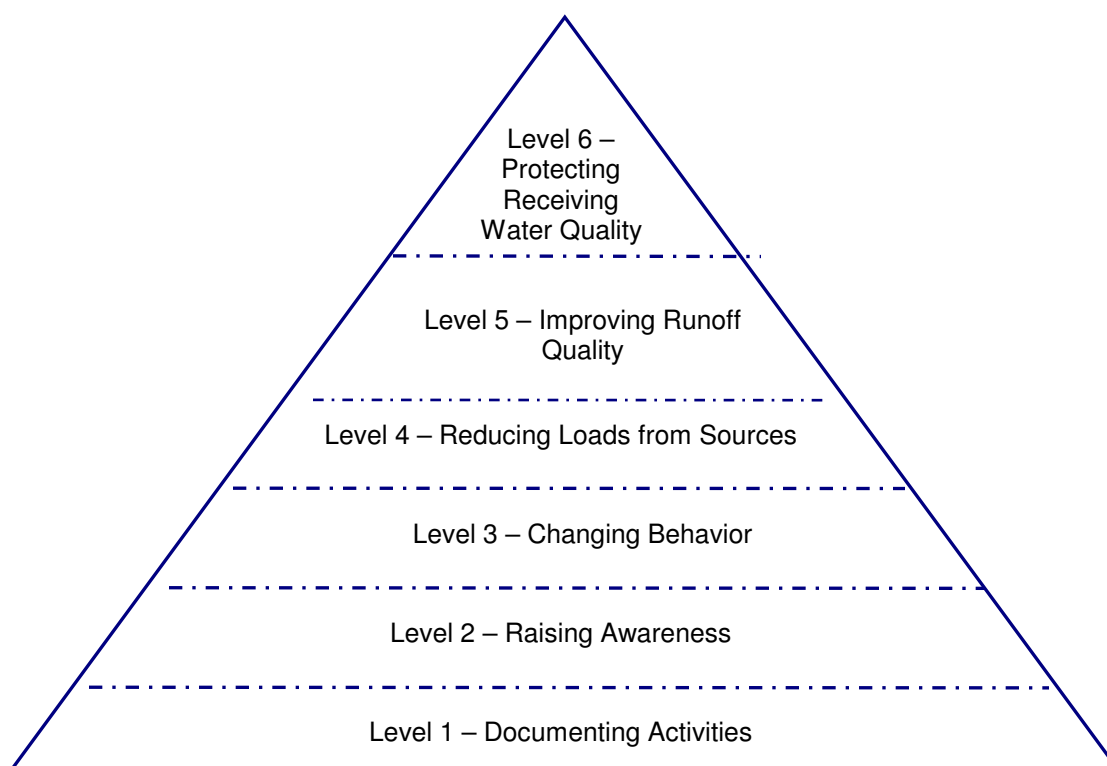 Level 6 –
Protecting
Receiving
Water Quality
Level 5 – Improving Runoff
Quality
Level 4 – Reducing Loads from Sources
Level 3 – Changing Behavior
Level 2 – Raising Awareness
Level 1 – Documenting Activities